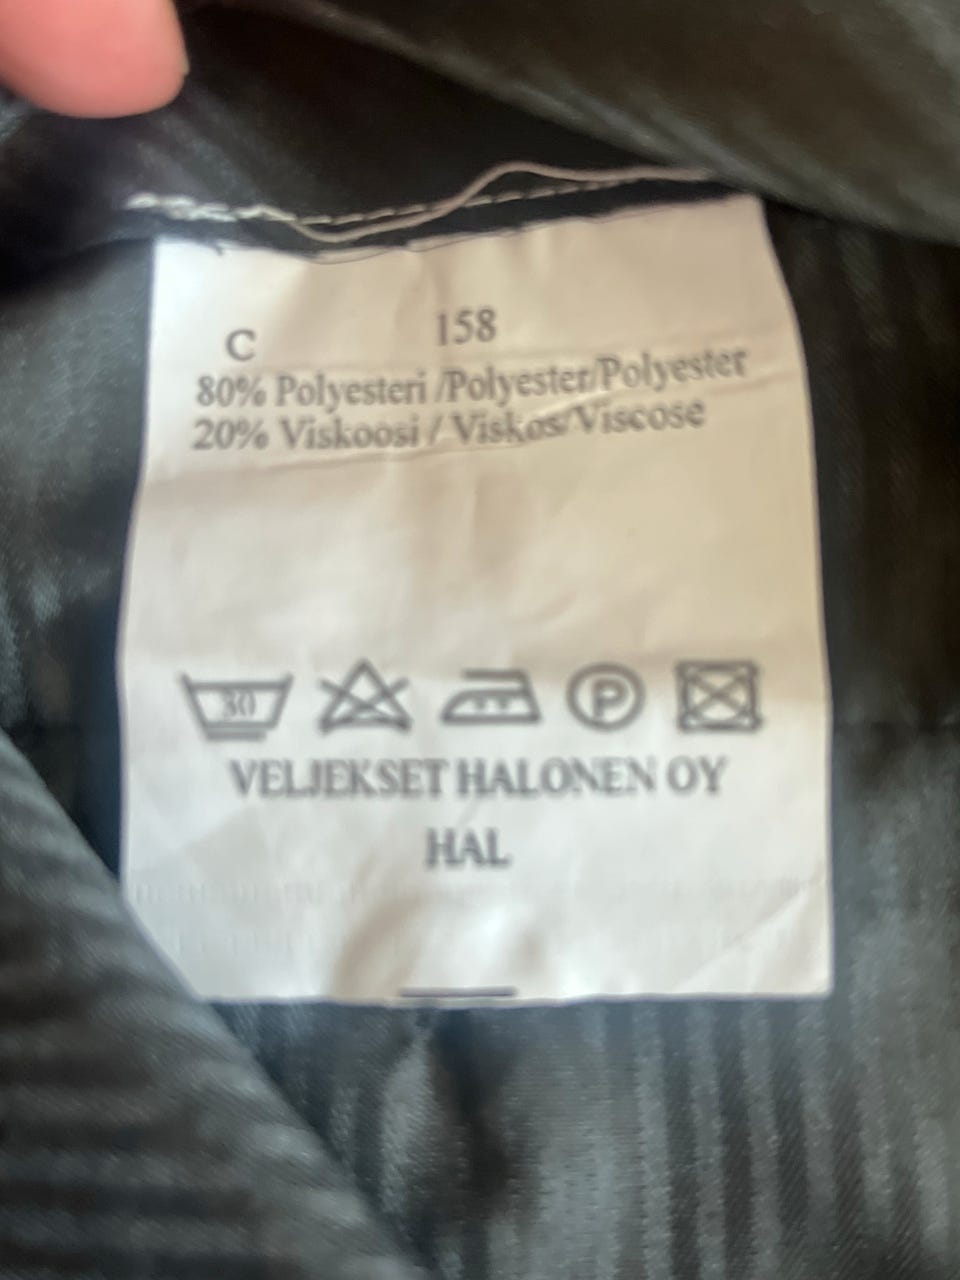 C 158
80% Polyesteri /Polyester/Polyester
20% Viskoosi / Viskos/Viscose
30
P
VELJEKSET HALONEN OY
HAL